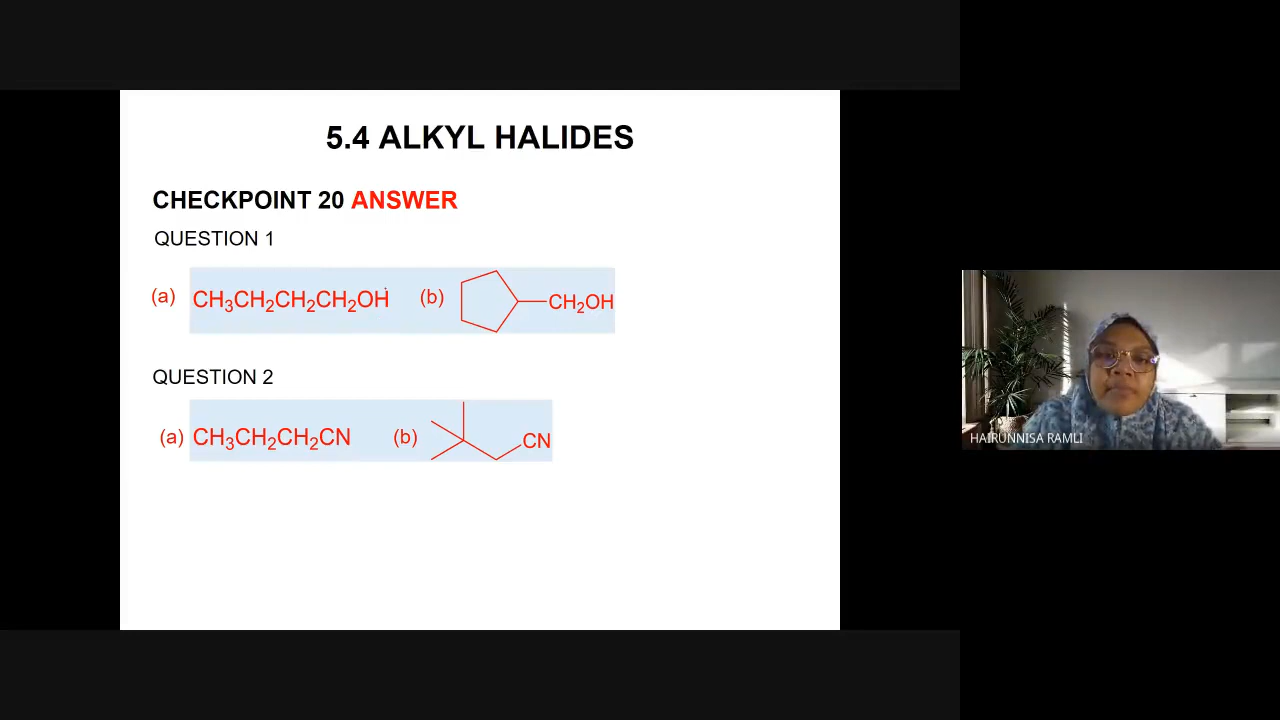 5.4 ALKYL HALIDES
CHECKPOINT 20 ANSWER
QUESTION 1
(a) CH₃CH₂CH₂CH₂OH (b) CH₂OH
QUESTION 2
(a) CH₃CH₂CH₂CN (b) CN
HAIRUNNISA RAMLI